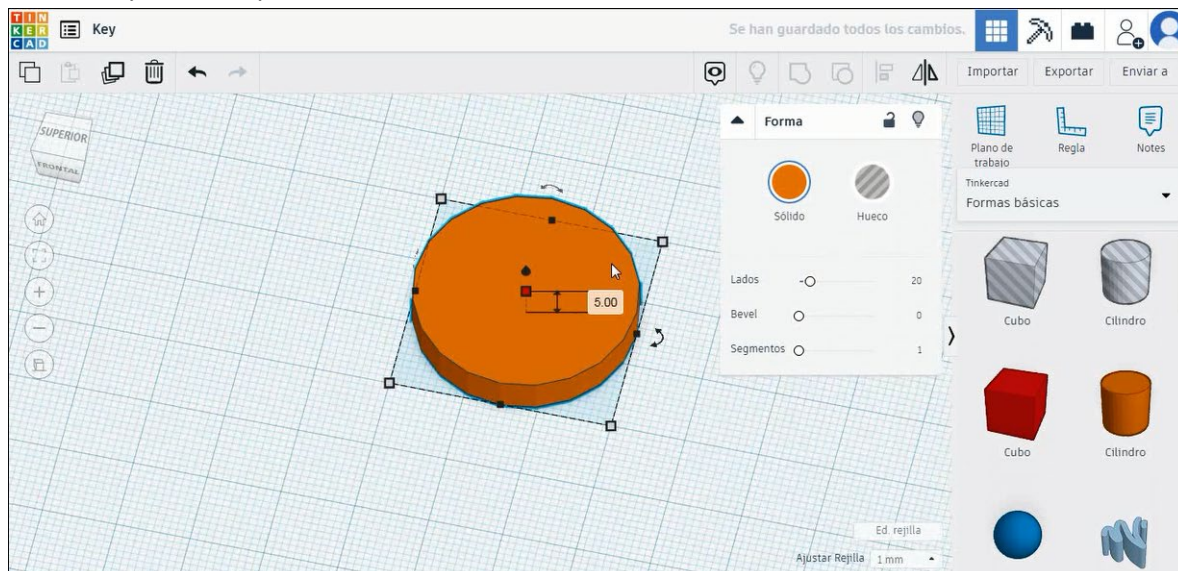 TIN
KER
CAD
Key
Se han guardado todos los cambios.
Importar
Exportar
Enviar a
SUPERIOR
FRONTAL
Forma
Sólido
Hueco
Lados
20
Bevel
0
Segmentos
1
5.00
Plano de
trabajo
Regla
Notes
Tinkercad
Formas básicas
Cubo
Cilindro
Cubo
Cilindro
Ed. rejilla
Ajustar Rejilla
1 mm